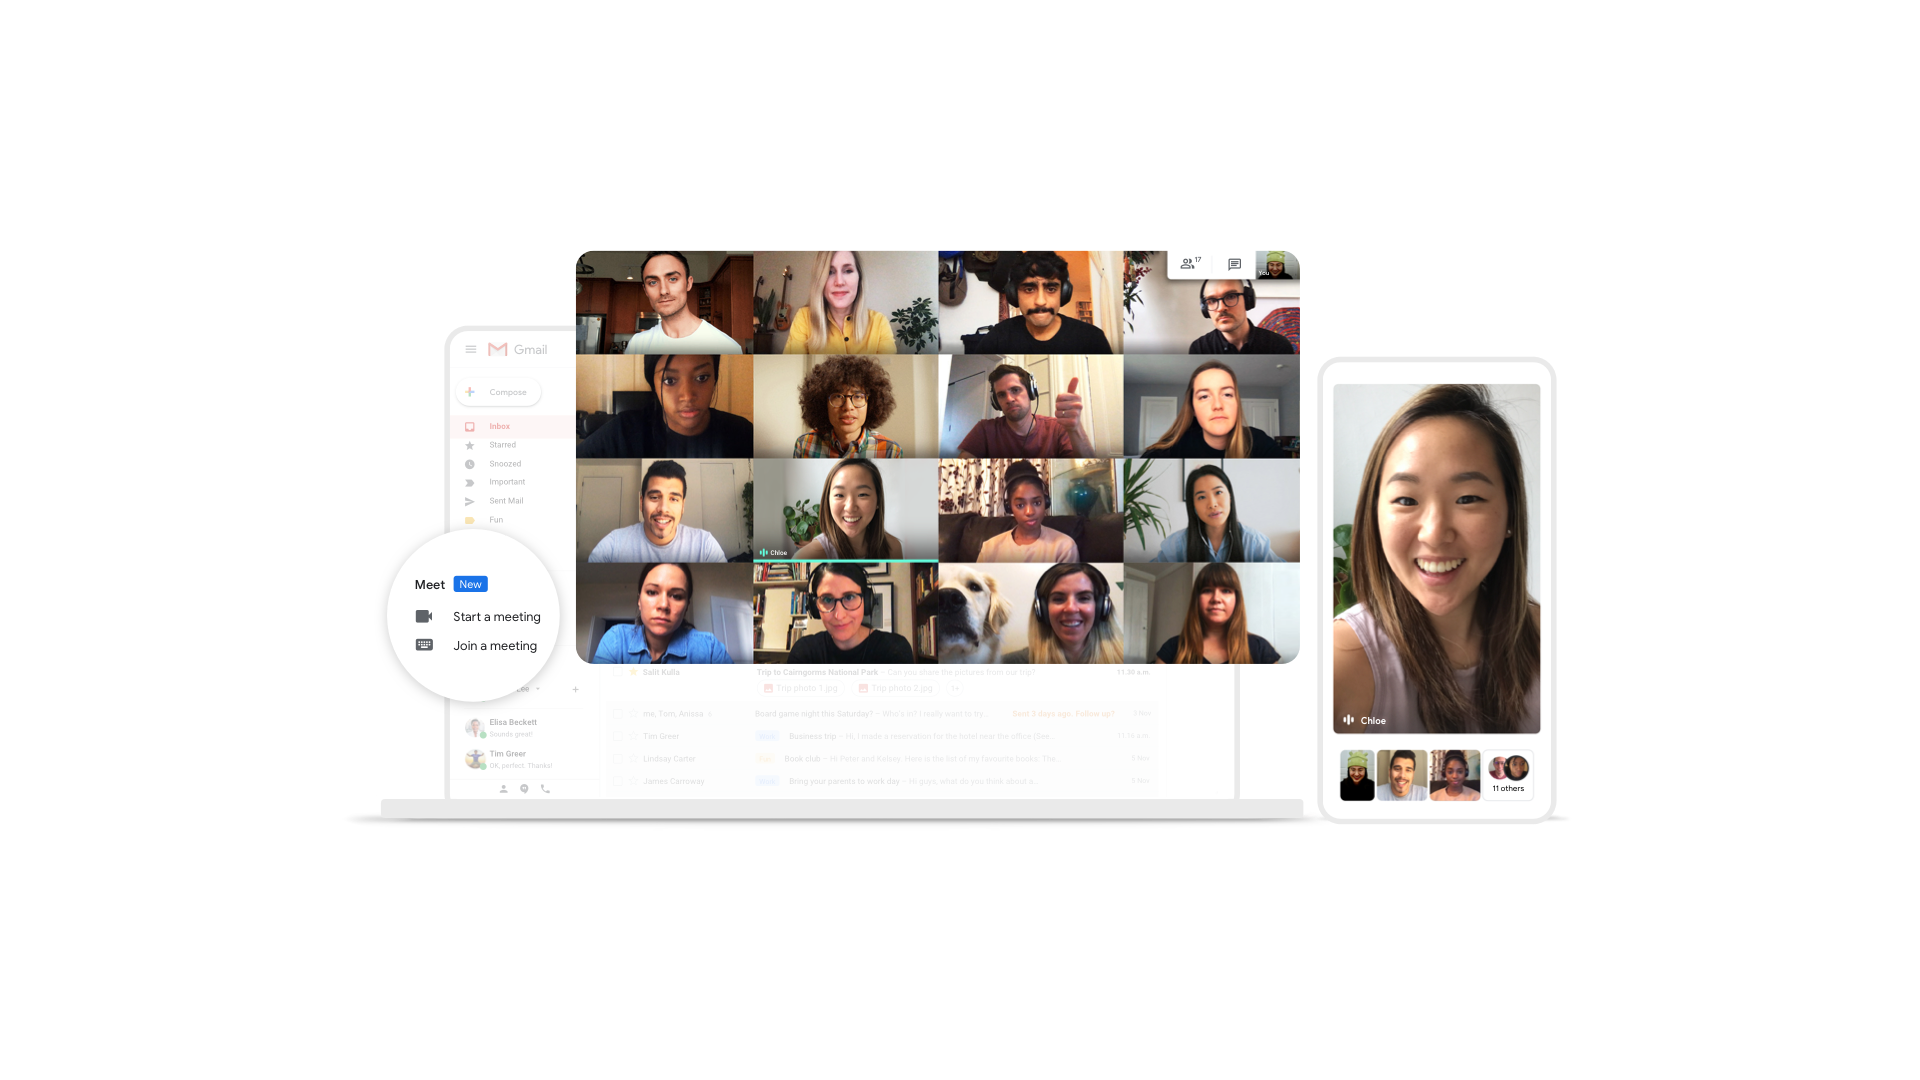 17
You
Gmail
Compose
Inbox
Starred
Snoozed
Important
Sent Mail
Fun
Chloe
Meet New
Start a meeting
Join a meeting
Lee
Elisa Beckett
Sounds great!
Tim Greer
OK, perfect. Thanks!
Salit Kulla Trip to Cairngorms National Park – Can you share the pictures from our trip? 11:30 a.m.
Trip photo 1.jpg Trip photo 2.jpg 1+
me, Tom, Anissa Board game night this Saturday? – Who's in? I really want to try... Sent 3 days ago. Follow up?
Tim Greer Business trip – Hi, I made a reservation for the hotel near the office (See...
Lindsay Carter Book club – Hi Peter and Kelsey. Here is the list of my favorite books: The...
James Carroway Bring your parents to work day – Hi guys, what do you think about a...
Chloe
11 others